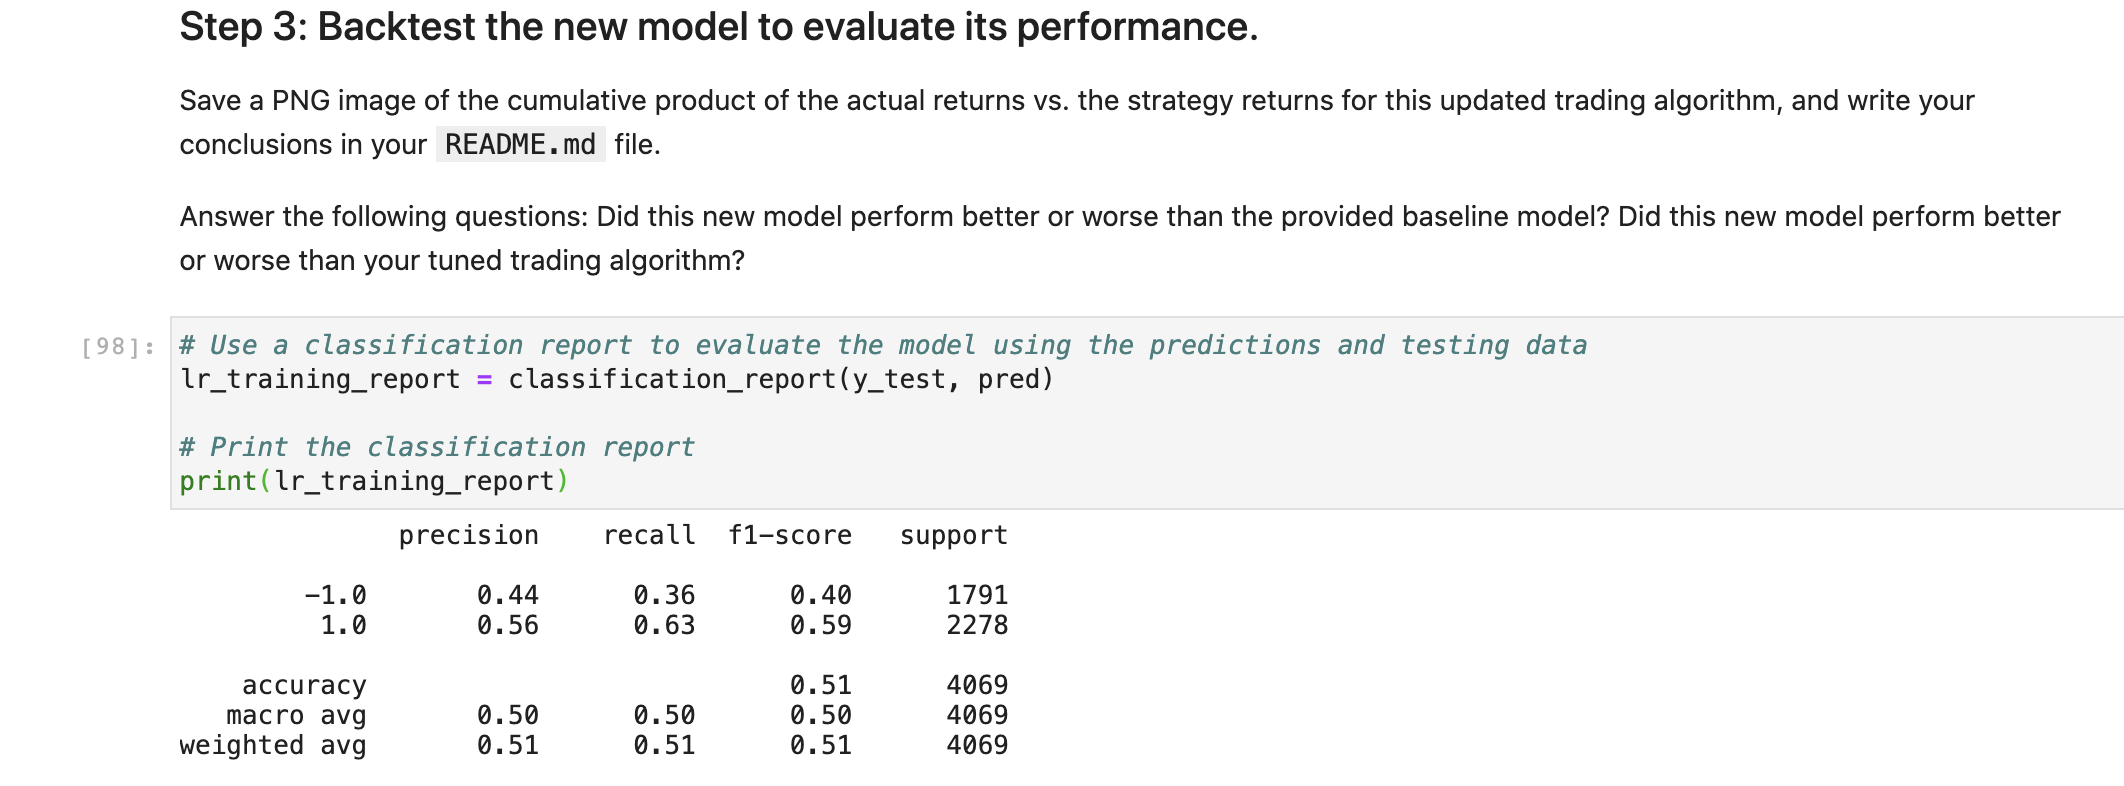 Step 3: Backtest the new model to evaluate its performance.
Save a PNG image of the cumulative product of the actual returns vs. the strategy returns for this updated trading algorithm, and write your
conclusions in your README.md file.
Answer the following questions: Did this new model perform better or worse than the provided baseline model? Did this new model perform better
or worse than your tuned trading algorithm?
[98]: # Use a classification report to evaluate the model using the predictions and testing data
lr_training_report = classification_report(y_test, pred)
# Print the classification report
print(lr_training_report)
precision recall f1-score support
-1.0 0.44 0.36 0.40 1791
1.0 0.56 0.63 0.59 2278
accuracy 0.51 4069
macro avg 0.50 0.50 0.50 4069
weighted avg 0.51 0.51 0.51 4069